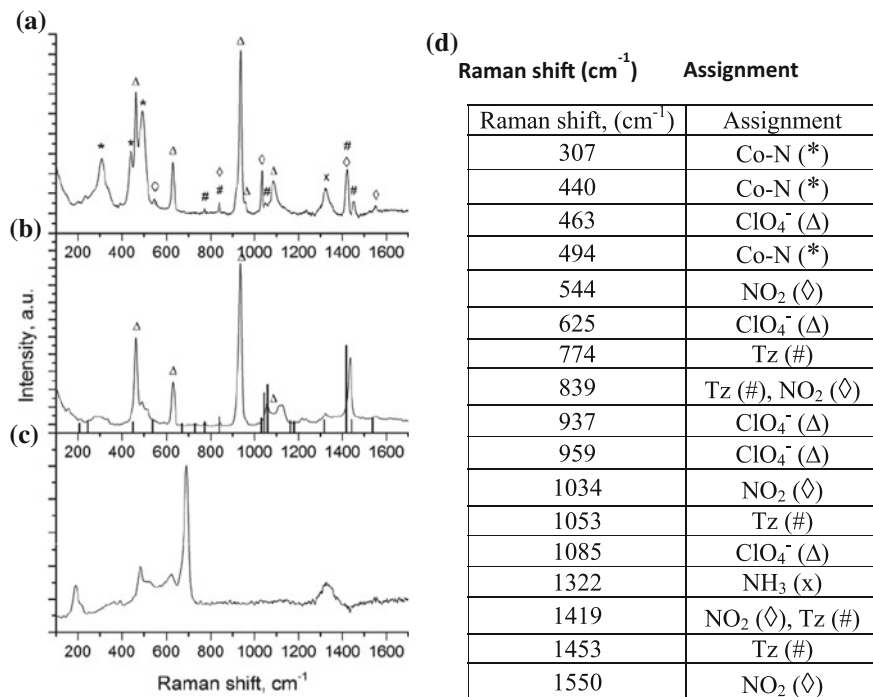 (a)
Δ
Δ
*
*
*
◊
Δ
#
◊
#
Δ
◊
#
Δ
x
#
◊
#
◊
200 400 600 800 1000 1200 1400 1600
(b)
Δ
Δ
Δ
Δ
200 400 600 800 1000 1200 1400 1600
(c)
200 400 600 800 1000 1200 1400 1600
Intensity, a.u.
Raman shift, cm⁻¹
(d)
Raman shift (cm⁻¹) Assignment
Raman shift, (cm⁻¹) Assignment
307 Co-N (*)
440 Co-N (*)
463 ClO₄⁻ (Δ)
494 Co-N (*)
544 NO₂ (◊)
625 ClO₄⁻ (Δ)
774 Tz (#)
839 Tz (#), NO₂ (◊)
937 ClO₄⁻ (Δ)
959 ClO₄⁻ (Δ)
1034 NO₂ (◊)
1053 Tz (#)
1085 ClO₄⁻ (Δ)
1322 NH₃ (x)
1419 NO₂ (◊), Tz (#)
1453 Tz (#)
1550 NO₂ (◊)